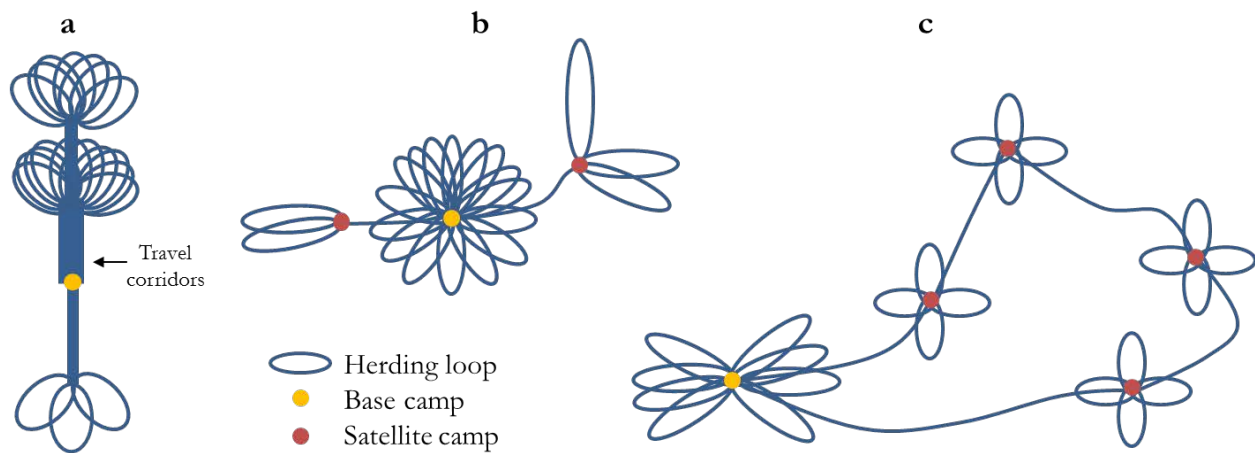 a
b
c
Travel
corridors
Herding loop
Base camp
Satellite camp